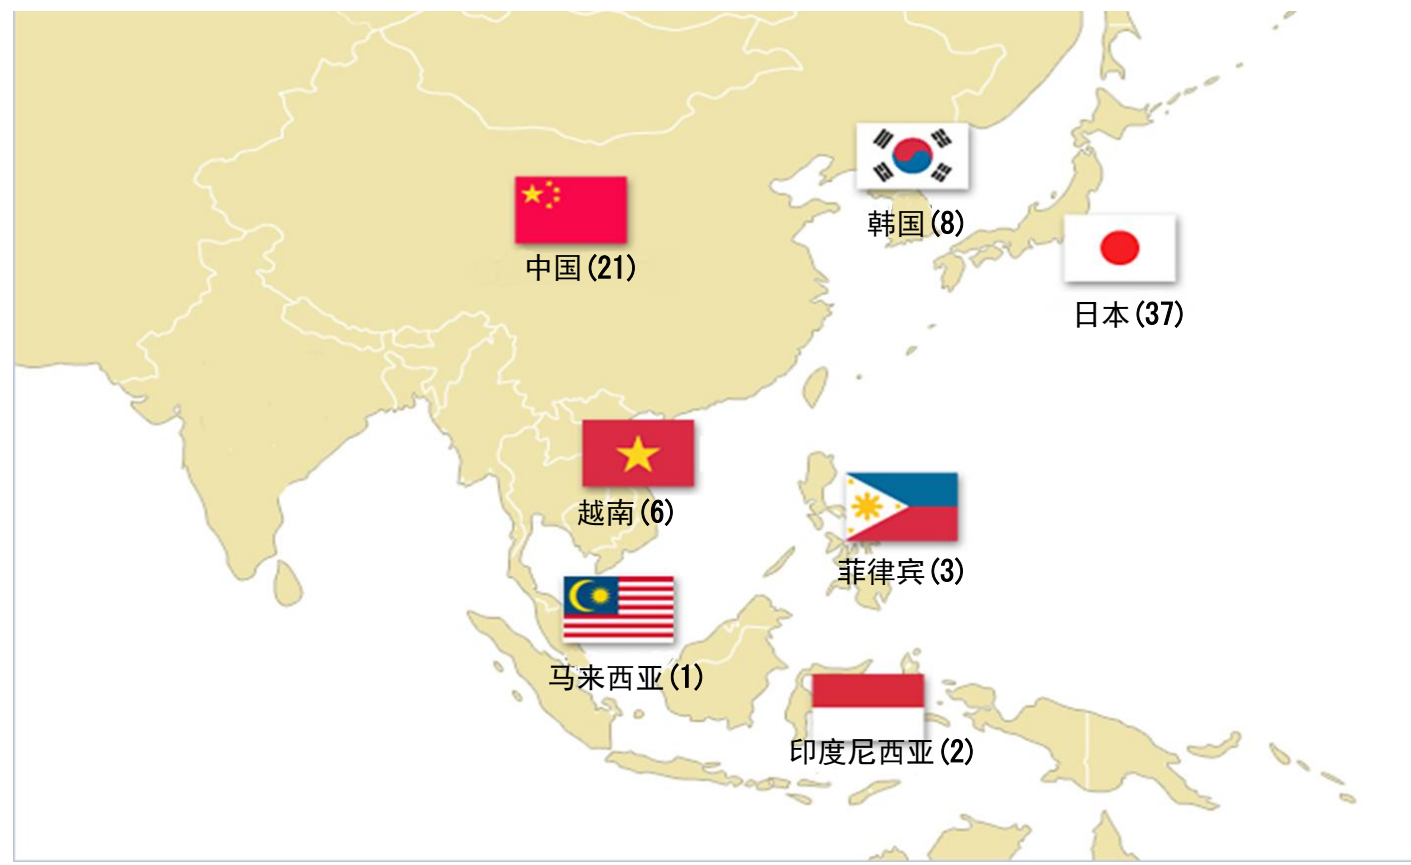 韩国(8)
中国(21)
日本(37)
越南(6)
菲律宾(3)
马来西亚(1)
印度尼西亚(2)